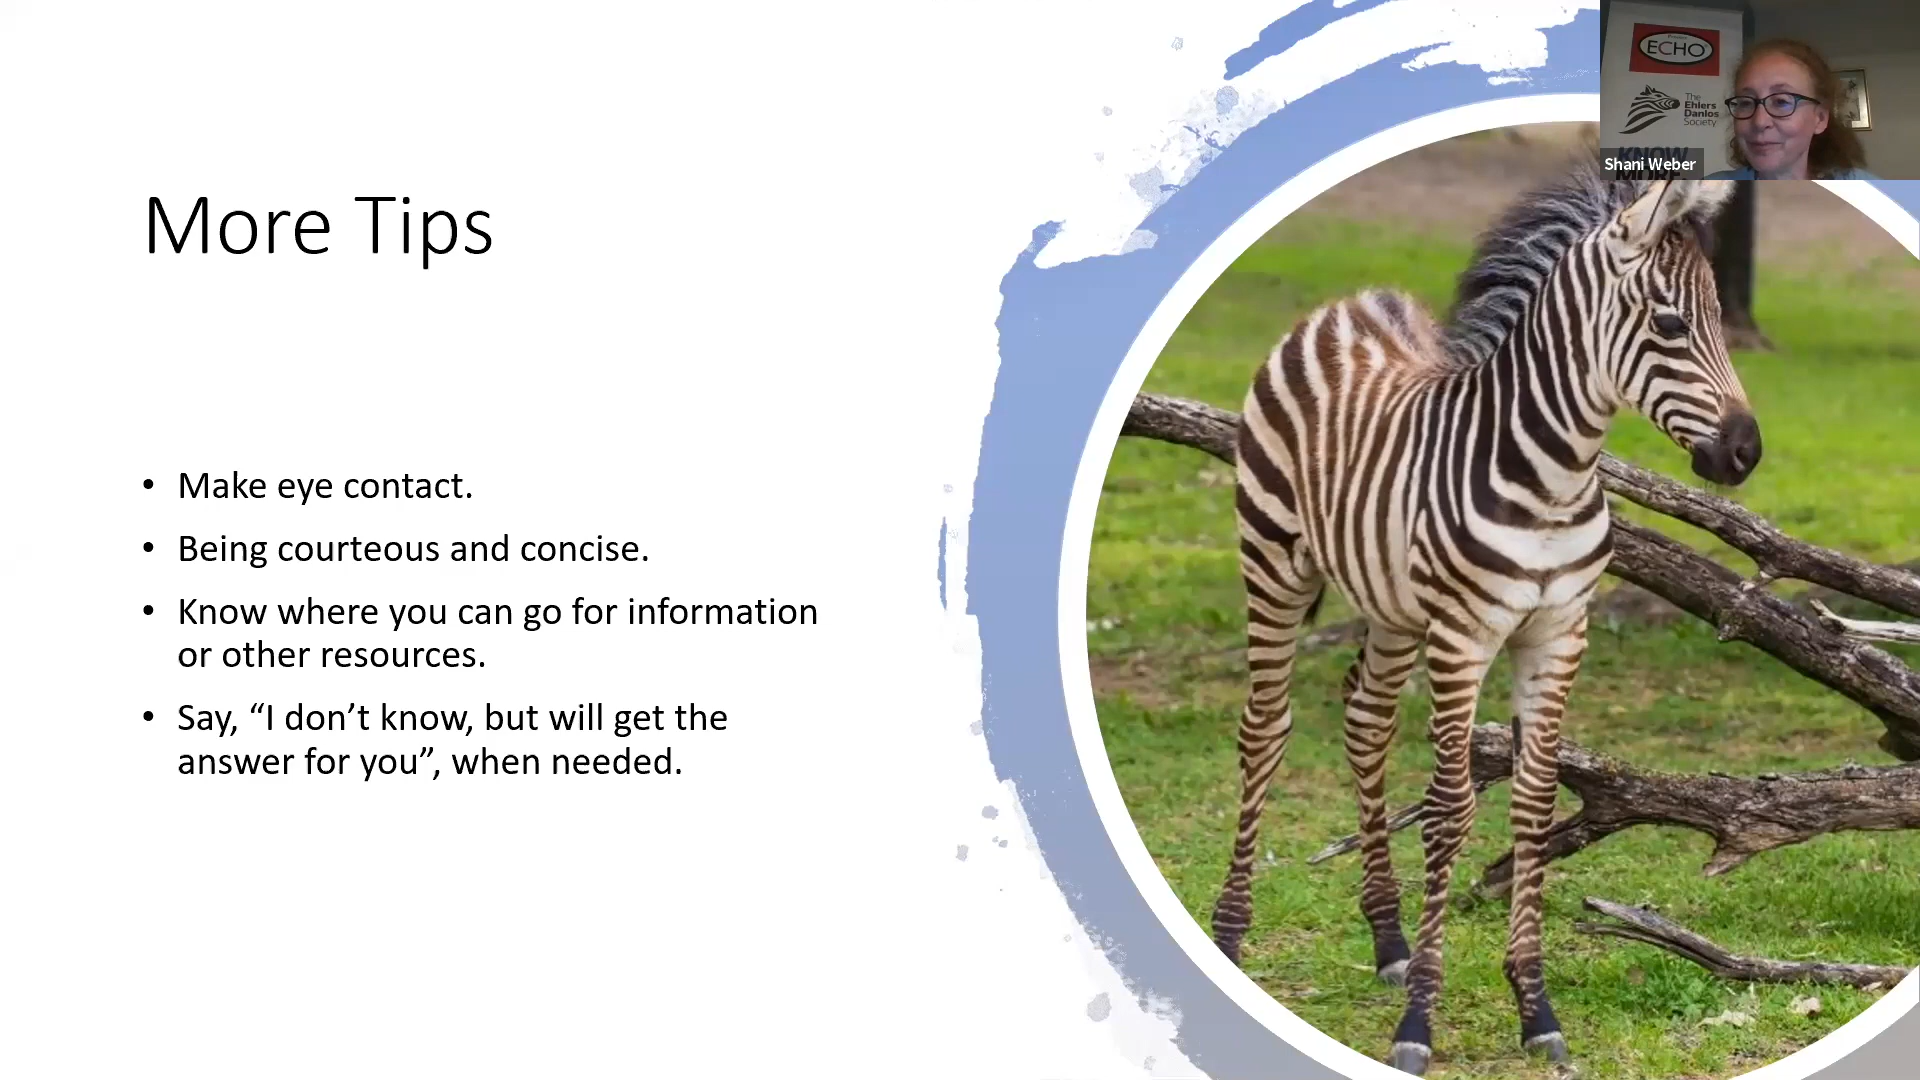 More Tips
• Make eye contact.
• Being courteous and concise.
• Know where you can go for information
or other resources.
• Say, “I don’t know, but will get the
answer for you”, when needed.
ECHO
The
Ehlers
Danlos
Society
KNOW
MORE
Shani Weber